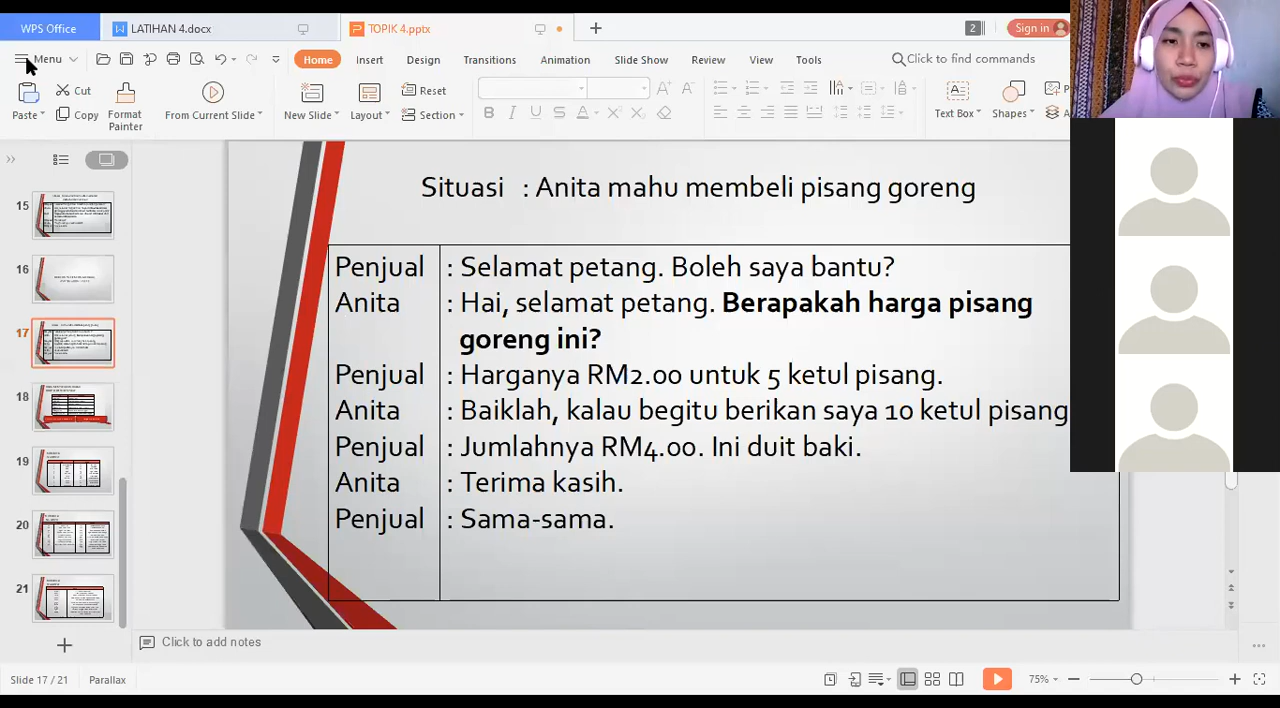 WPS Office LATIHAN 4.docx TOPIK 4.pptx 2 Sign in
Menu Home Insert Design Transitions Animation Slide Show Review View Tools Click to find commands
Cut Reset
Paste Copy Format Painter From Current Slide New Slide Layout Section B I U S A Text Box Shapes
Situasi : Anita mahu membeli pisang goreng
Penjual : Selamat petang. Boleh saya bantu?
Anita : Hai, selamat petang. Berapakah harga pisang
goreng ini?
Penjual : Harganya RM2.00 untuk 5 ketul pisang.
Anita : Baiklah, kalau begitu berikan saya 10 ketul pisang
Penjual : Jumlahnya RM4.00. Ini duit baki.
Anita : Terima kasih.
Penjual : Sama-sama.
15
16
17
18
19
20
21
Click to add notes
Slide 17 / 21 Parallax 75%